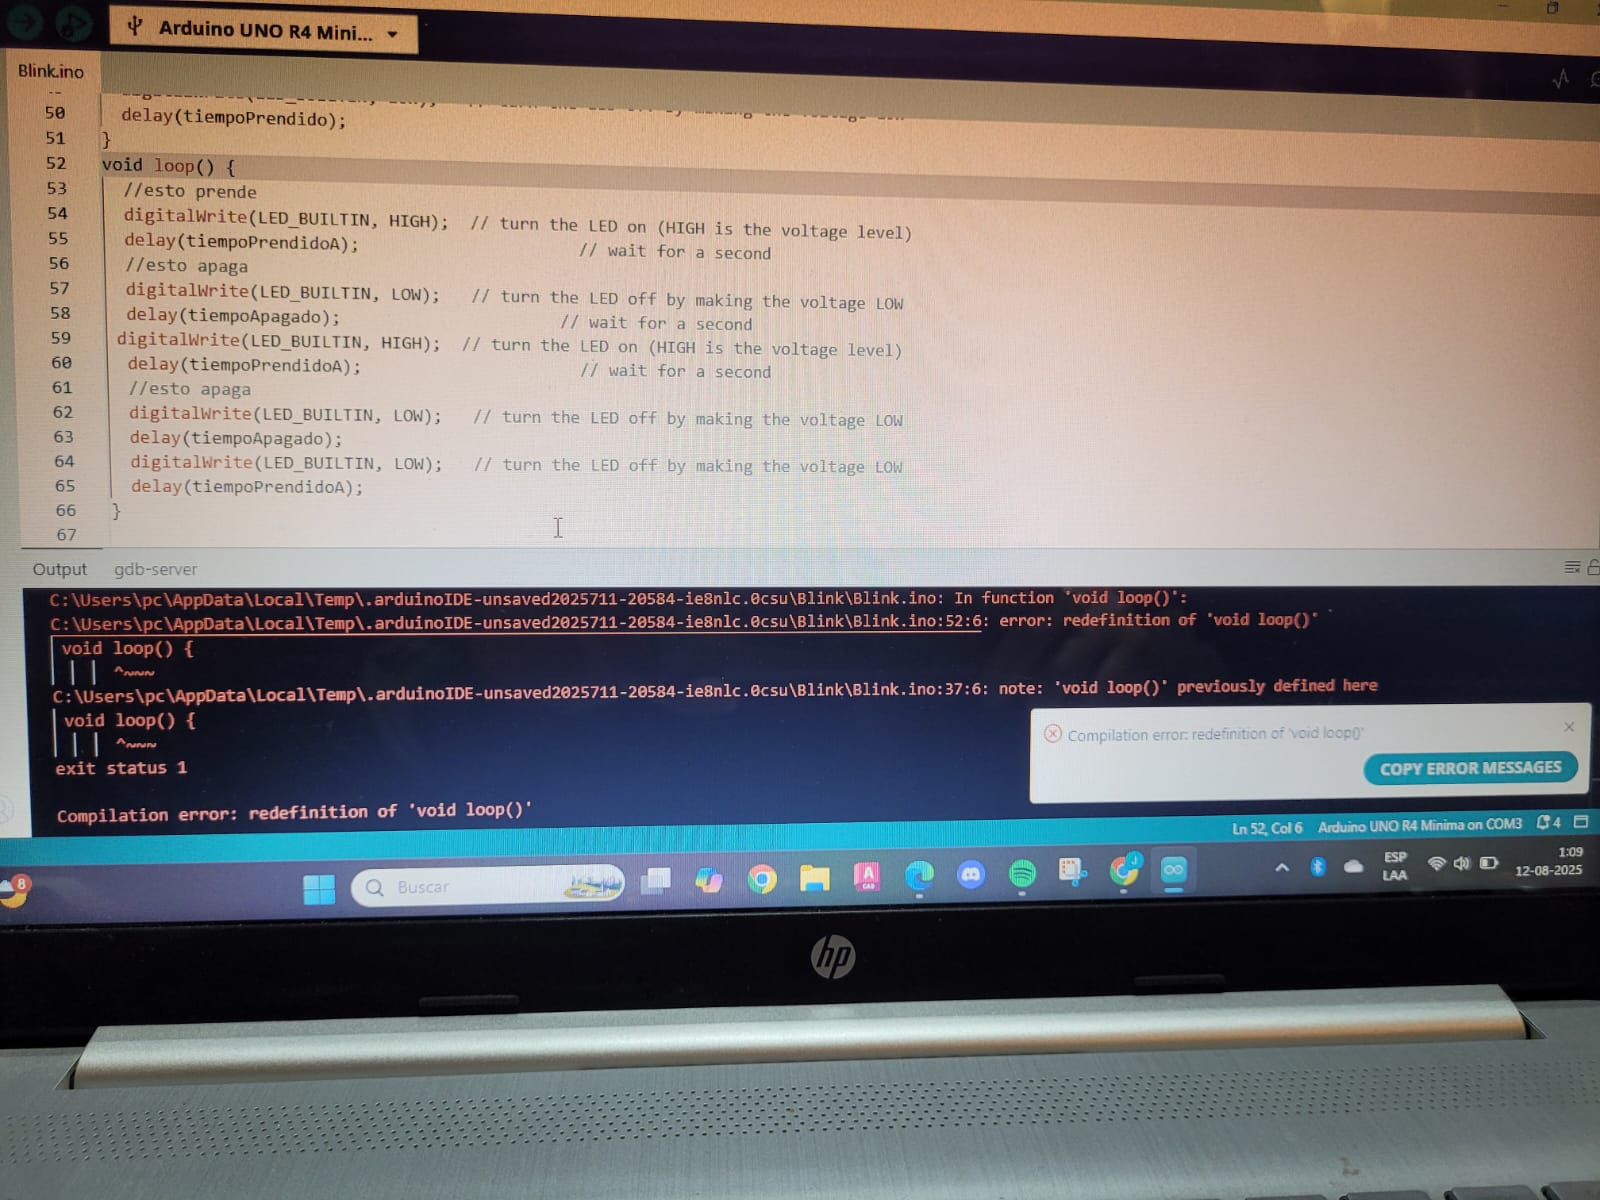 Arduino UNO R4 Mini...
Blink.ino
50 delay(tiempoPrendido);
51 }
52 void loop() {
53 //esto prende
54 digitalWrite(LED_BUILTIN, HIGH); // turn the LED on (HIGH is the voltage level)
55 delay(tiempoPrendidoA); // wait for a second
56 //esto apaga
57 digitalWrite(LED_BUILTIN, LOW); // turn the LED off by making the voltage LOW
58 delay(tiempoApagado); // wait for a second
59 digitalWrite(LED_BUILTIN, HIGH); // turn the LED on (HIGH is the voltage level)
60 delay(tiempoPrendidoA); // wait for a second
61 //esto apaga
62 digitalWrite(LED_BUILTIN, LOW); // turn the LED off by making the voltage LOW
63 delay(tiempoApagado);
64 digitalWrite(LED_BUILTIN, LOW); // turn the LED off by making the voltage LOW
65 delay(tiempoPrendidoA);
66 }
67
Output gdb-server
C:\Users\pc\AppData\Local\Temp\.arduinoIDE-unsaved2025711-20584-ie8nlc.0csu\Blink\Blink.ino: In function 'void loop()':
C:\Users\pc\AppData\Local\Temp\.arduinoIDE-unsaved2025711-20584-ie8nlc.0csu\Blink\Blink.ino:52:6: error: redefinition of 'void loop()'
void loop() {
^~~~~
C:\Users\pc\AppData\Local\Temp\.arduinoIDE-unsaved2025711-20584-ie8nlc.0csu\Blink\Blink.ino:37:6: note: 'void loop()' previously defined here
void loop() {
^~~~~
exit status 1
Compilation error: redefinition of 'void loop()'
Compilation error: redefinition of 'void loop()'
COPY ERROR MESSAGES
Ln 52, Col 6 Arduino UNO R4 Minima on COM3 4
8
Buscar
A
CAD
J
ESP
LAA
1:09
12-08-2025
hp